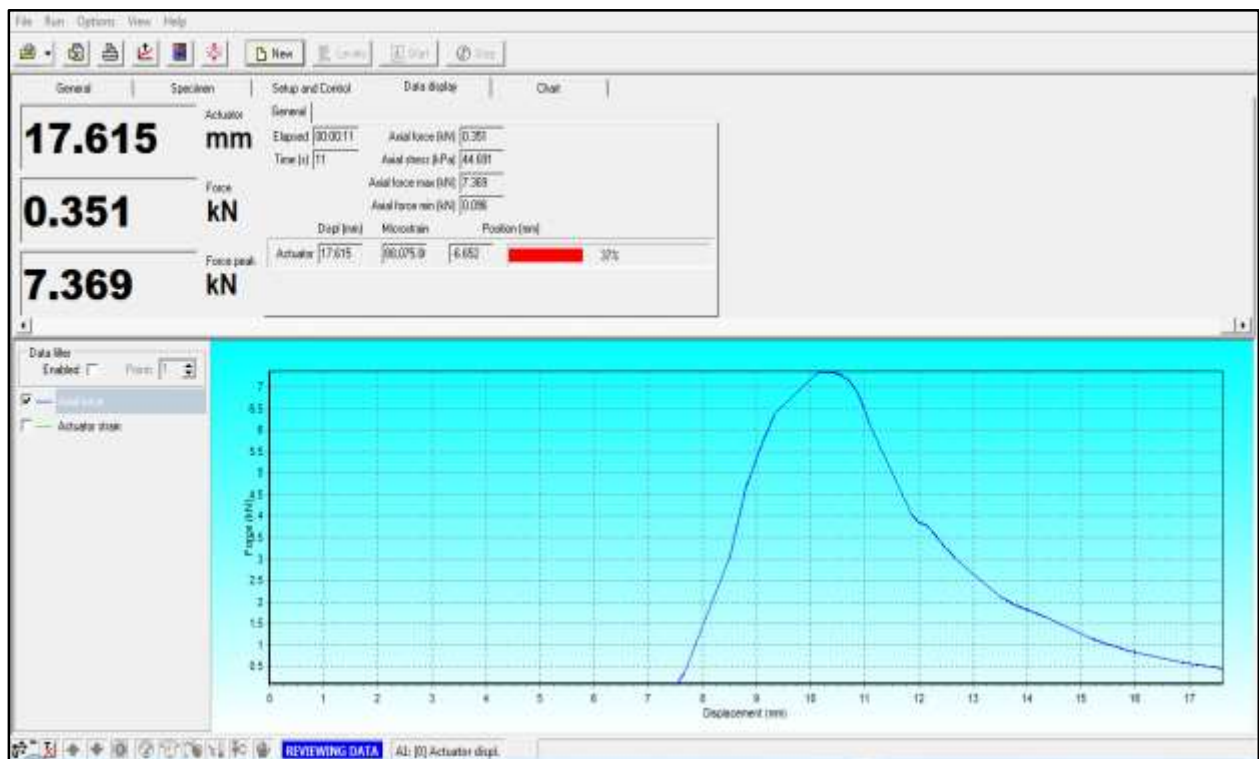 File Run Options View Help
New Levels Start Stop
General Specimen Setup and Control Data display Chart
17.615 Actuator mm
0.351 Force kN
7.369 Force peak kN
General
Elapsed 00:00:11 Axial force (kN) 0.351
Time (s) 11 Axial stress (kPa) 44.691
Axial force max (kN) 7.369
Axial force min (kN) 0.096
Displ (mm) Microstrain Position (mm)
Actuator 17.615 -6.652 37%
Data filter
Enabled Point: 1
Axial force
Actuator strain
7
6.5
6
5.5
5
4.5
4
3.5
3
2.5
2
1.5
1
0.5
0 1 2 3 4 5 6 7 8 9 10 11 12 13 14 15 16 17
Displacement (mm)
REVIEWING DATA A1: [0] Actuator displ.